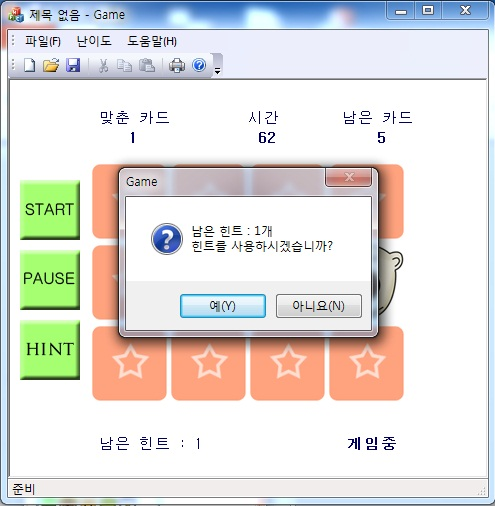 제목 없음 - Game
파일(F) 난이도 도움말(H)
맞춘 카드 시간 남은 카드
1 62 5
START
PAUSE
HINT
Game
남은 힌트 : 1개
힌트를 사용하시겠습니까?
예(Y) 아니요(N)
남은 힌트 : 1 게임중
준비